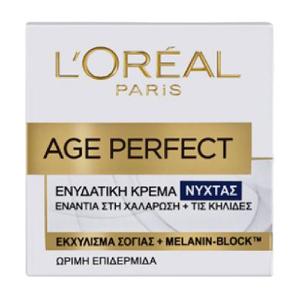 L'ORÉAL
PARIS
AGE PERFECT
ΕΝΥΔΑΤΙΚΗ ΚΡΕΜΑ ΝΥΧΤΑΣ
ΕΝΑΝΤΙΑ ΣΤΗ ΧΑΛΑΡΩΣΗ + ΤΙΣ ΚΗΛΙΔΕΣ
ΕΚΧΥΛΙΣΜΑ ΣΟΓΙΑΣ + MELANIN-BLOCK™
ΩΡΙΜΗ ΕΠΙΔΕΡΜΙΔΑ